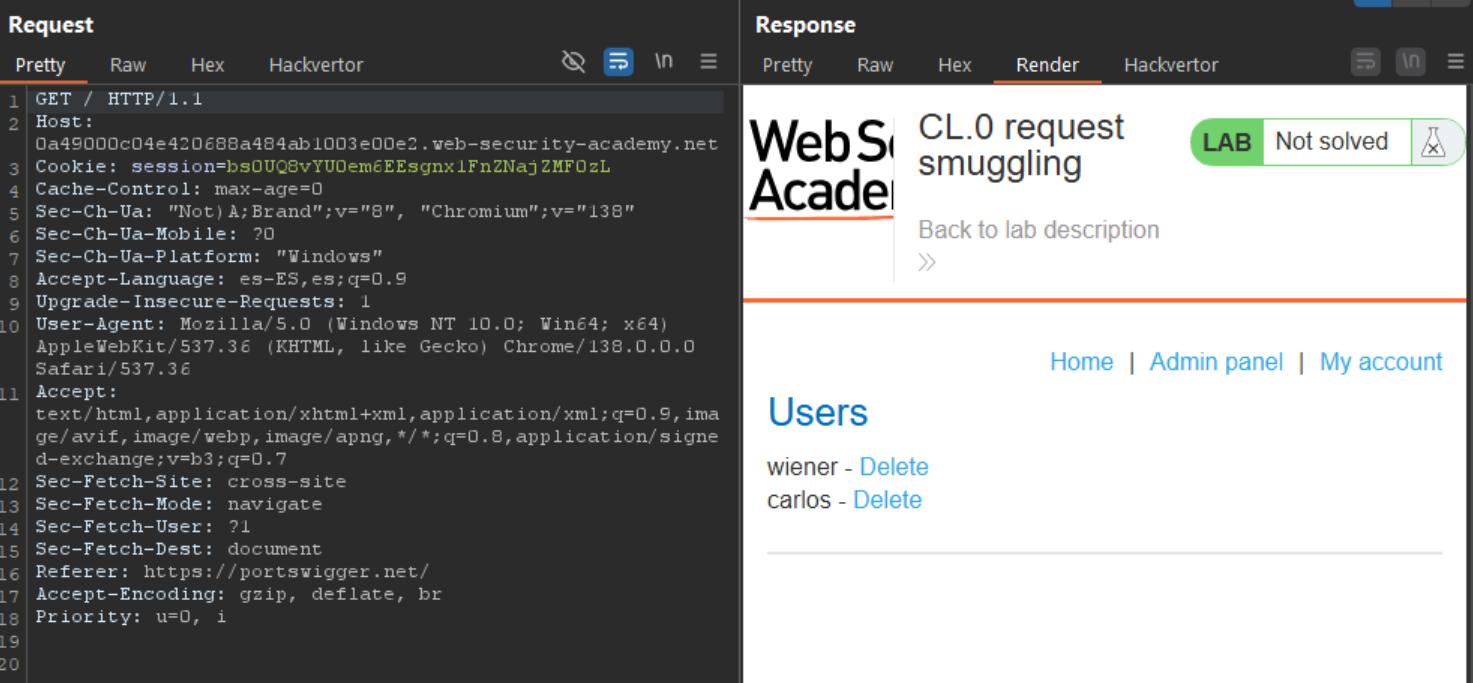 Request
Pretty Raw Hex Hackvertor \n
1 GET / HTTP/1.1
2 Host:
0a49000c04e420688a484ab1003e00e2.web-security-academy.net
3 Cookie: session=bsOUQ8vYUOem6EEsgnx1FnZNajZMFOzL
4 Cache-Control: max-age=0
5 Sec-Ch-Ua: "Not)A;Brand";v="8", "Chromium";v="138"
6 Sec-Ch-Ua-Mobile: ?0
7 Sec-Ch-Ua-Platform: "Windows"
8 Accept-Language: es-ES,es;q=0.9
9 Upgrade-Insecure-Requests: 1
10 User-Agent: Mozilla/5.0 (Windows NT 10.0; Win64; x64)
AppleWebKit/537.36 (KHTML, like Gecko) Chrome/138.0.0.0
Safari/537.36
11 Accept:
text/html,application/xhtml+xml,application/xml;q=0.9,ima
ge/avif,image/webp,image/apng,*/*;q=0.8,application/signe
d-exchange;v=b3;q=0.7
12 Sec-Fetch-Site: cross-site
13 Sec-Fetch-Mode: navigate
14 Sec-Fetch-User: ?1
15 Sec-Fetch-Dest: document
16 Referer: https://portswigger.net/
17 Accept-Encoding: gzip, deflate, br
18 Priority: u=0, i
19
20
Response
Pretty Raw Hex Render Hackvertor \n
Web Se
Acade
CL.0 request
smuggling
Back to lab description
LAB Not solved
Home | Admin panel | My account
Users
wiener - Delete
carlos - Delete